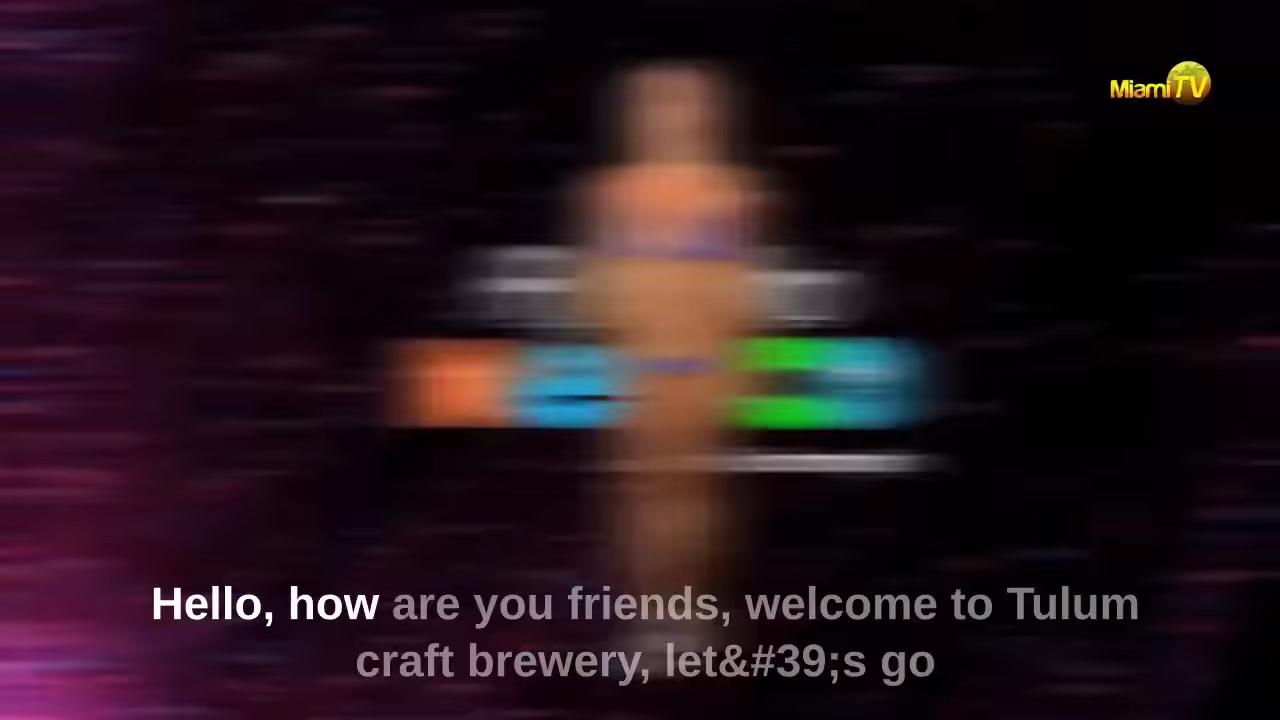 MiamiTV
Hello, how are you friends, welcome to Tulum
craft brewery, let&#39;s go